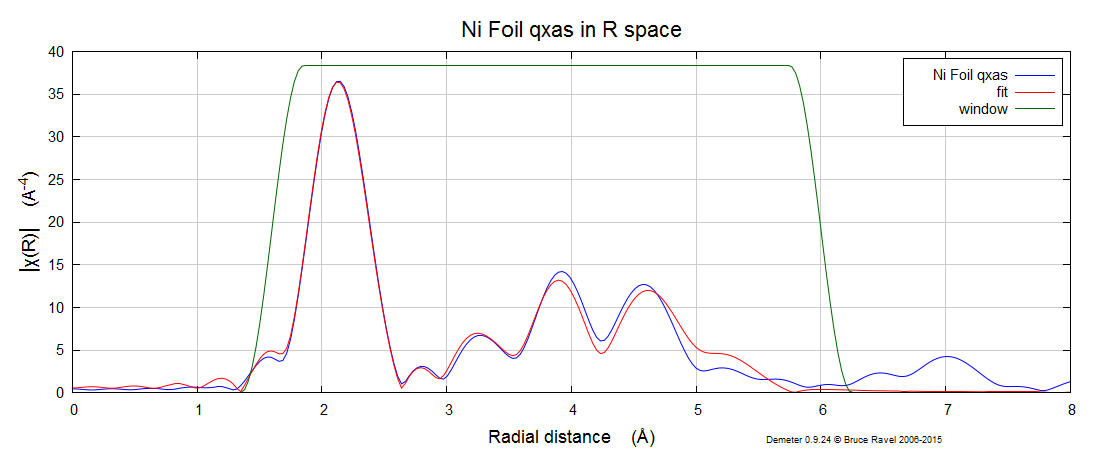 Ni Foil qxas in R space
40
35
30
25
20
15
10
5
0
|χ(R)| (Å⁻⁴)
Ni Foil qxas
fit
window
0 1 2 3 4 5 6 7 8
Radial distance (Å)
Demeter 0.9.24 © Bruce Ravel 2006-2015